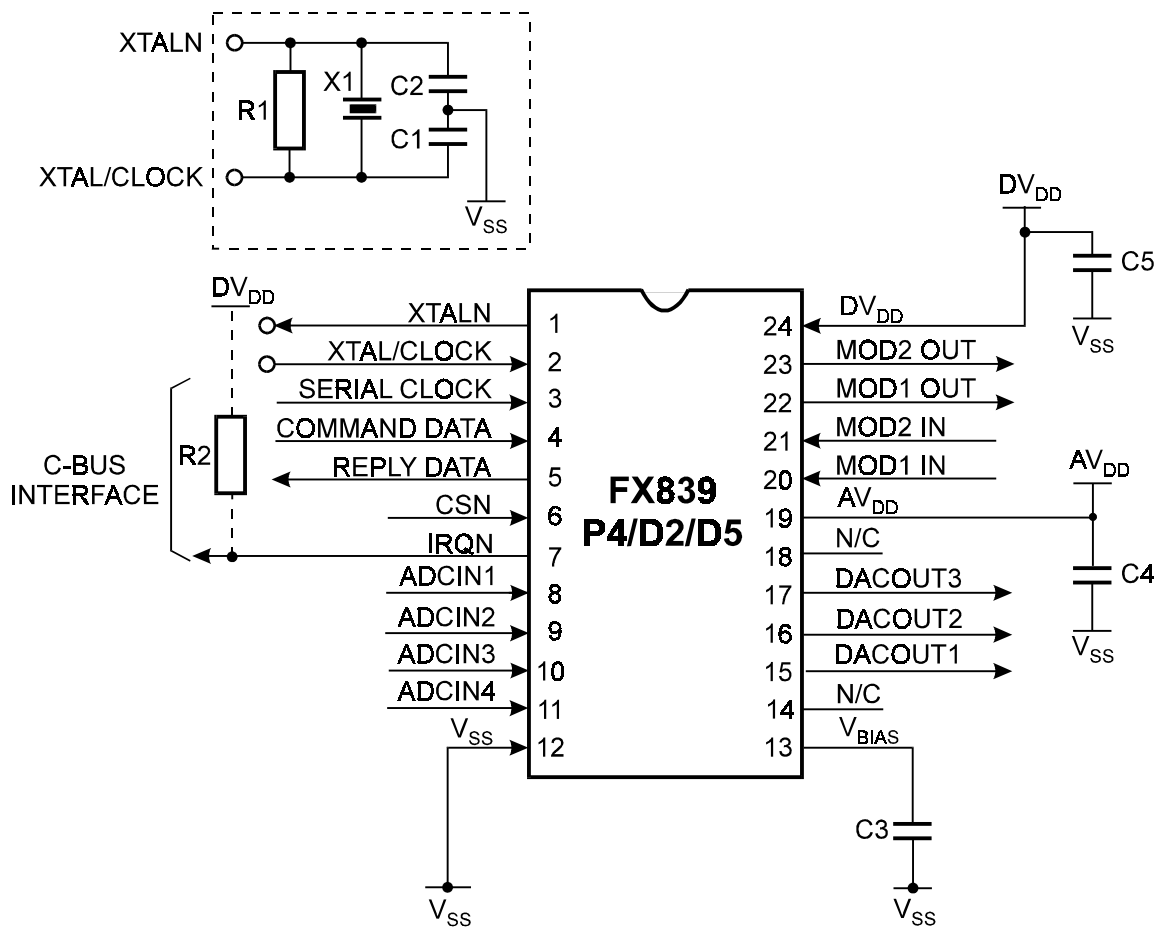 XTALN
X1
C2
R1
C1
XTAL/CLOCK
VSS
DVDD
C5
VSS
DVDD
XTALN
1
XTAL/CLOCK
2
SERIAL CLOCK
3
COMMAND DATA
4
REPLY DATA
5
CSN
6
IRQN
7
ADCIN1
8
ADCIN2
9
ADCIN3
10
ADCIN4
11
VSS
12
R2
C-BUS
INTERFACE
FX839
P4/D2/D5
24
DVDD
23
MOD2 OUT
22
MOD1 OUT
21
MOD2 IN
20
MOD1 IN
19
AVDD
18
N/C
17
DACOUT3
16
DACOUT2
15
DACOUT1
14
N/C
13
VBIAS
AVDD
C4
VSS
C3
VSS
VSS